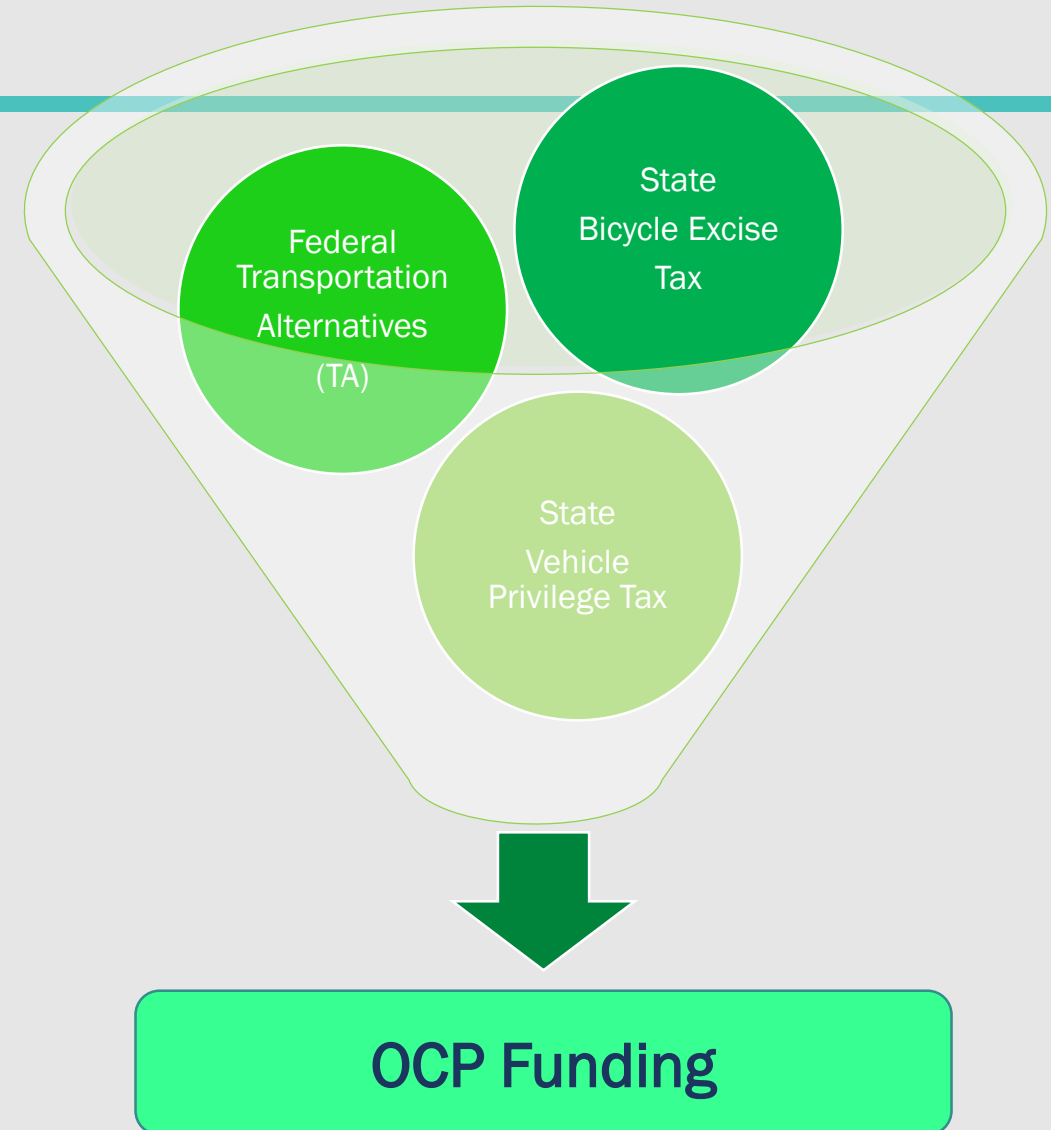 Federal
Transportation
Alternatives
(TA)
State
Bicycle Excise
Tax
State
Vehicle
Privilege Tax
OCP Funding